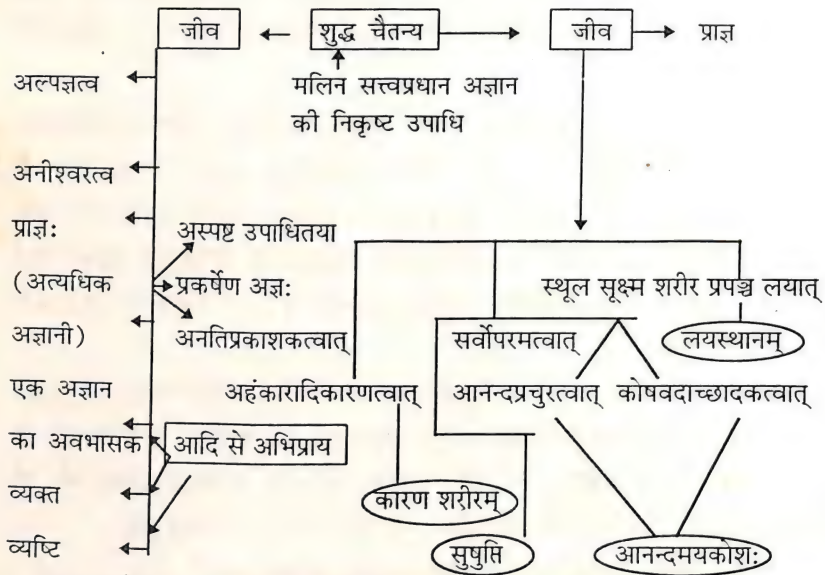 जीव शुद्ध चैतन्य जीव प्राज्ञ
अल्पज्ञत्व
मलिन सत्त्वप्रधान अज्ञान
की निकृष्ट उपाधि
अनीश्वरत्व
प्राज्ञः
(अत्यधिक
अज्ञानी)
एक अज्ञान
का अवभासक
व्यक्त
व्यष्टि
अस्पष्ट उपाधितया
प्रकर्षेण अज्ञः
अनतिप्रकाशकत्वात्
आदि से अभिप्राय
स्थूल सूक्ष्म शरीर प्रपञ्च लयात्
सर्वोपरमत्वात् लयस्थानम्
अहंकारादिकारणत्वात् आनन्दप्रचुरत्वात् कोषवदाच्छादकत्वात्
कारण शरीरम्
सुषुप्ति आनन्दमयकोशः